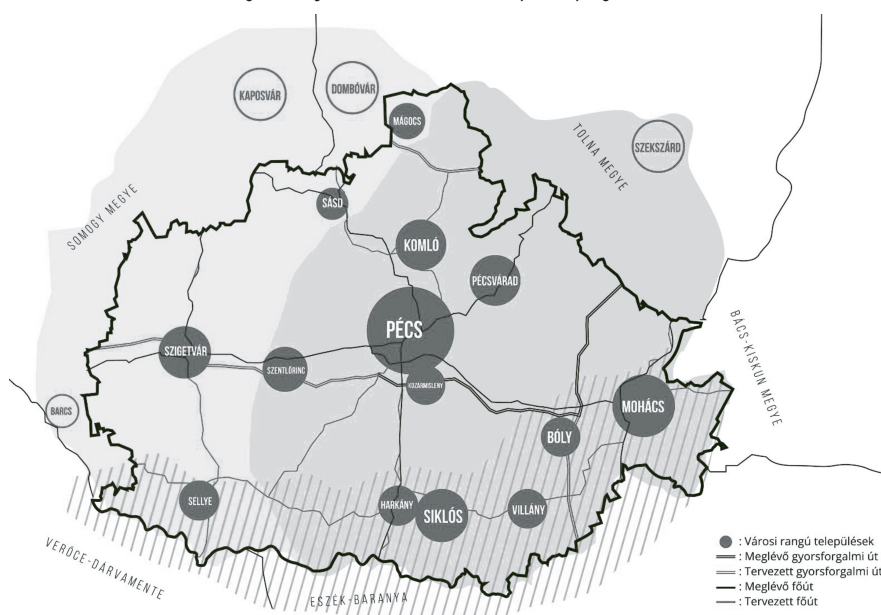 KAPOSVÁR
DOMBÓVÁR
MÁGOCS
TOLNA MEGYE
SZEKSZÁRD
SOMOGY MEGYE
SÁSD
KOMLÓ
PÉCSVÁRAD
PÉCS
SZIGETVÁR
SZENTLŐRINC
KOZÁRMISLENY
BÁCS-KISKUN MEGYE
BARCS
MOHÁCS
BÓLY
SELLYE
HARKÁNY
SIKLÓS
VILLÁNY
VERŐCE-DARVAMENTE
ESZÉK-BARANYA
: Városi rangú települések
: Meglévő gyorsforgalmi út
: Tervezett gyorsforgalmi út
: Meglévő főút
: Tervezett főút